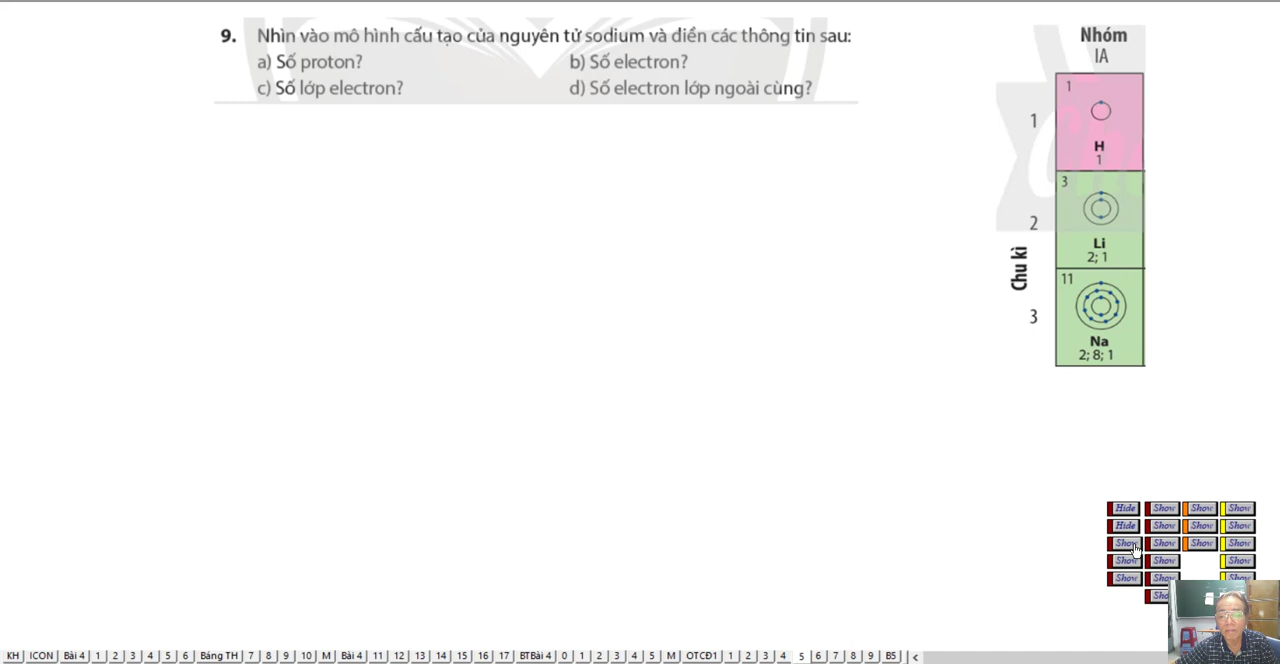 9. Nhìn vào mô hình cấu tạo của nguyên tử sodium và điền các thông tin sau:
a) Số proton? b) Số electron?
c) Số lớp electron? d) Số electron lớp ngoài cùng?
Nhóm
IA
1
1
H
1
3
2
Li
2; 1
Chu kì
11
3
Na
2; 8; 1
Hide Show Show Show
Hide Show Show Show
Show Show Show Show
Show Show Show
Show Show Show
KH ICON Bài 4 1 2 3 4 5 6 Bảng TH 7 8 9 10 M Bài 4 11 12 13 14 15 16 17 BTBài 4 0 1 2 3 4 5 M OTCĐ1 1 2 3 4 5 6 7 8 9 B5 <